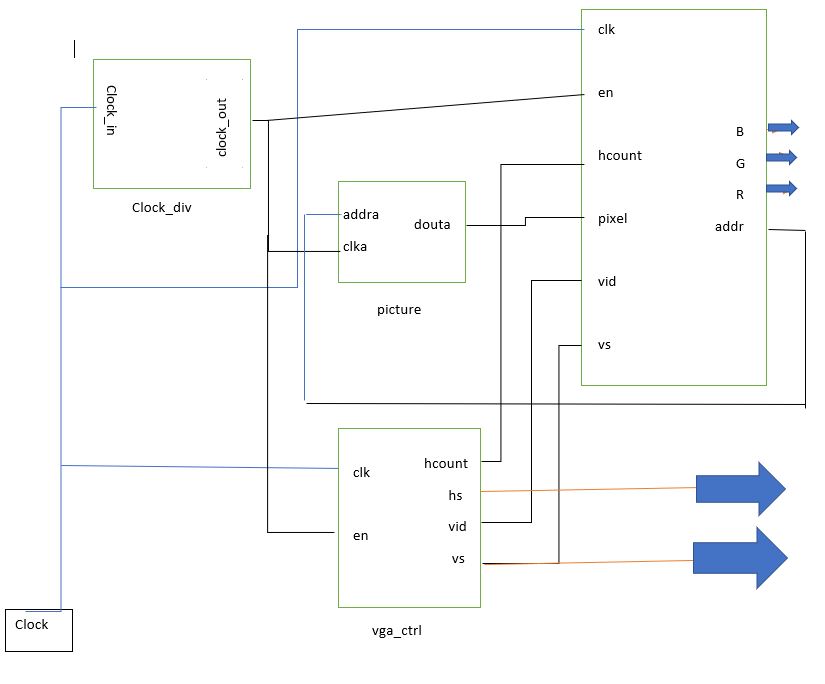 clk
en
hcount
pixel
vid
vs
B
G
R
addr
Clock_in
clock_out
Clock_div
addra
clka
douta
picture
clk
en
hcount
hs
vid
vs
vga_ctrl
Clock